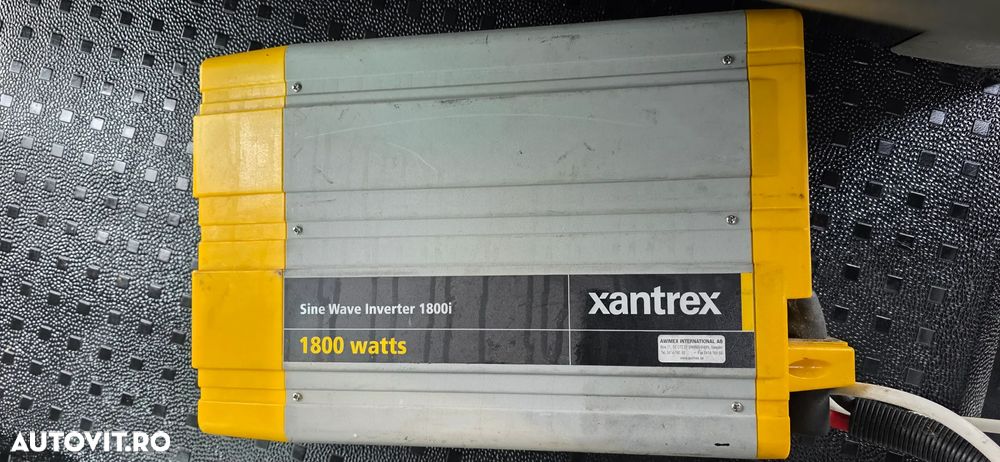 Sine Wave Inverter 1800i
xantrex
1800 watts
AWIMEX INTERNATIONAL AB
AUTOVIT.RO